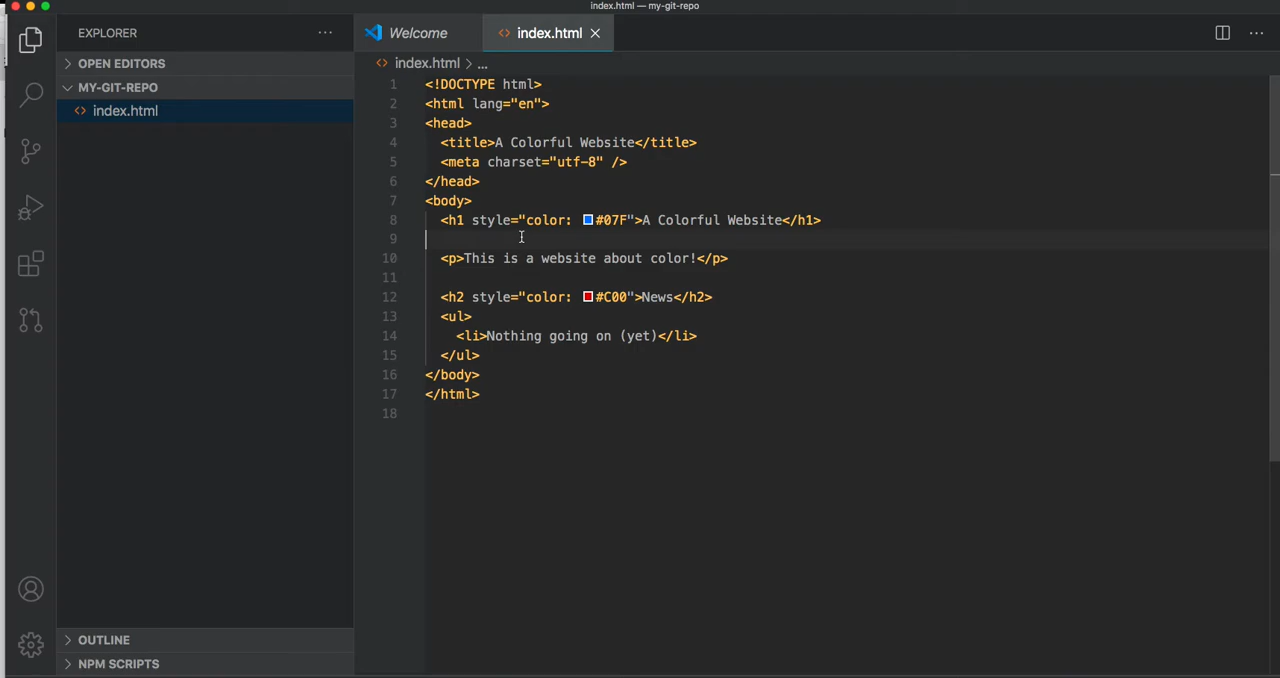 index.html — my-git-repo
EXPLORER ...
OPEN EDITORS
MY-GIT-REPO
index.html
OUTLINE
NPM SCRIPTS
Welcome
index.html
index.html > ...
1 <!DOCTYPE html>
2 <html lang="en">
3 <head>
4 <title>A Colorful Website</title>
5 <meta charset="utf-8" />
6 </head>
7 <body>
8 <h1 style="color: #07F">A Colorful Website</h1>
9
10 <p>This is a website about color!</p>
11
12 <h2 style="color: #C00">News</h2>
13 <ul>
14 <li>Nothing going on (yet)</li>
15 </ul>
16 </body>
17 </html>
18